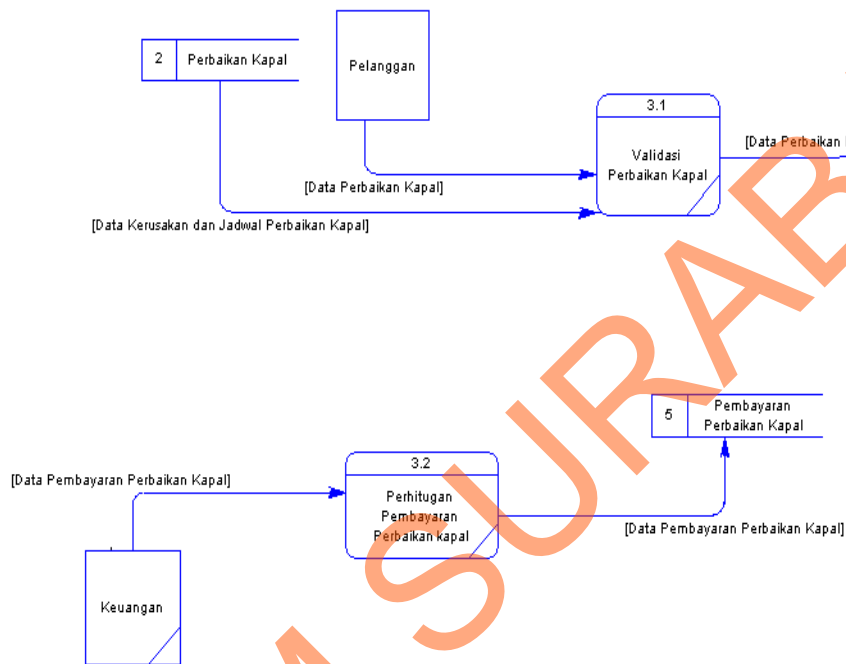 2
Perbaikan Kapal
Pelanggan
3.1
Validasi
Perbaikan Kapal
[Data Perbaikan
[Data Perbaikan Kapal]
[Data Kerusakan dan Jadwal Perbaikan Kapal]
5
Pembayaran
Perbaikan Kapal
3.2
Perhitugan
Pembayaran
Perbaikan kapal
[Data Pembayaran Perbaikan Kapal]
[Data Pembayaran Perbaikan Kapal]
Keuangan
SURAB